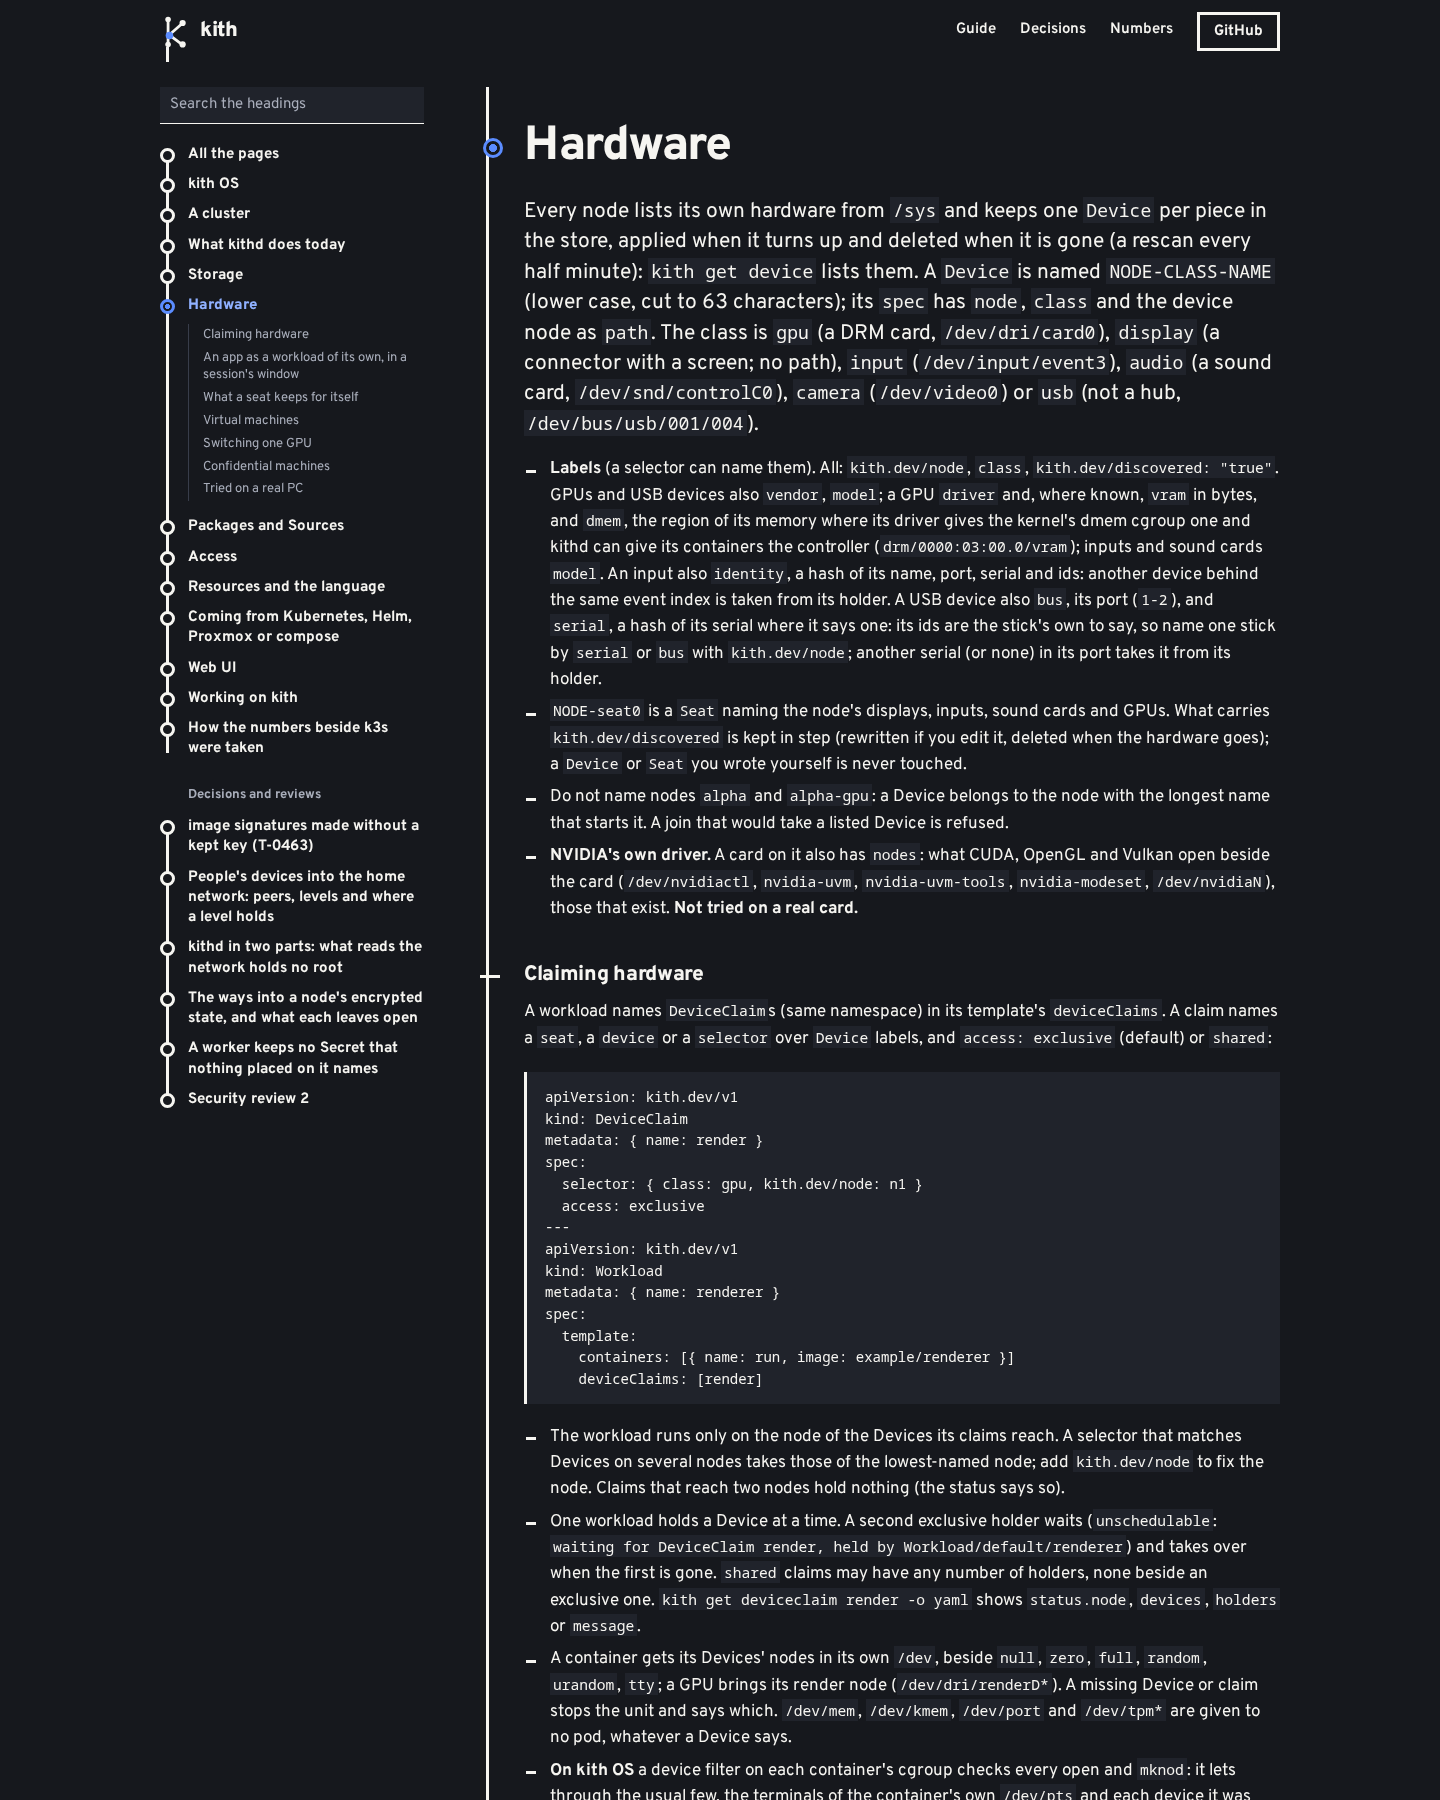 kith
Guide
Decisions
Numbers
GitHub
Search the headings
All the pages
kith OS
A cluster
What kithd does today
Storage
Hardware
Claiming hardware
An app as a workload of its own, in a
session's window
What a seat keeps for itself
Virtual machines
Switching one GPU
Confidential machines
Tried on a real PC
Packages and Sources
Access
Resources and the language
Coming from Kubernetes, Helm,
Proxmox or compose
Web UI
Working on kith
How the numbers beside k3s
were taken
Decisions and reviews
image signatures made without a
kept key (T-0463)
People's devices into the home
network: peers, levels and where
a level holds
kithd in two parts: what reads the
network holds no root
The ways into a node's encrypted
state, and what each leaves open
A worker keeps no Secret that
nothing placed on it names
Security review 2
Hardware
Every node lists its own hardware from /sys and keeps one Device per piece in
the store, applied when it turns up and deleted when it is gone (a rescan every
half minute): kith get device lists them. A Device is named NODE-CLASS-NAME
(lower case, cut to 63 characters); its spec has node, class and the device
node as path. The class is gpu (a DRM card, /dev/dri/card0), display (a
connector with a screen; no path), input (/dev/input/event3), audio (a sound
card, /dev/snd/controlC0), camera (/dev/video0) or usb (not a hub,
/dev/bus/usb/001/004).
Labels (a selector can name them). All: kith.dev/node, class, kith.dev/discovered: "true".
GPUs and USB devices also vendor, model; a GPU driver and, where known, vram in bytes,
and dmem, the region of its memory where its driver gives the kernel's dmem cgroup one and
kithd can give its containers the controller (drm/0000:03:00.0/vram); inputs and sound cards
model. An input also identity, a hash of its name, port, serial and ids: another device behind
the same event index is taken from its holder. A USB device also bus, its port (1-2), and
serial, a hash of its serial where it says one: its ids are the stick's own to say, so name one stick
by serial or bus with kith.dev/node; another serial (or none) in its port takes it from its
holder.
NODE-seat0 is a Seat naming the node's displays, inputs, sound cards and GPUs. What carries
kith.dev/discovered is kept in step (rewritten if you edit it, deleted when the hardware goes);
a Device or Seat you wrote yourself is never touched.
Do not name nodes alpha and alpha-gpu: a Device belongs to the node with the longest name
that starts it. A join that would take a listed Device is refused.
NVIDIA's own driver. A card on it also has nodes: what CUDA, OpenGL and Vulkan open beside
the card (/dev/nvidiactl, nvidia-uvm, nvidia-uvm-tools, nvidia-modeset, /dev/nvidiaN),
those that exist. Not tried on a real card.
Claiming hardware
A workload names DeviceClaims (same namespace) in its template's deviceClaims. A claim names
a seat, a device or a selector over Device labels, and access: exclusive (default) or shared:
apiVersion: kith.dev/v1
kind: DeviceClaim
metadata: { name: render }
spec:
  selector: { class: gpu, kith.dev/node: n1 }
  access: exclusive
---
apiVersion: kith.dev/v1
kind: Workload
metadata: { name: renderer }
spec:
  template:
    containers: [{ name: run, image: example/renderer }]
    deviceClaims: [render]
The workload runs only on the node of the Devices its claims reach. A selector that matches
Devices on several nodes takes those of the lowest-named node; add kith.dev/node to fix the
node. Claims that reach two nodes hold nothing (the status says so).
One workload holds a Device at a time. A second exclusive holder waits (unschedulable:
waiting for DeviceClaim render, held by Workload/default/renderer) and takes over
when the first is gone. shared claims may have any number of holders, none beside an
exclusive one. kith get deviceclaim render -o yaml shows status.node, devices, holders
or message.
A container gets its Devices' nodes in its own /dev, beside null, zero, full, random,
urandom, tty; a GPU brings its render node (/dev/dri/renderD*). A missing Device or claim
stops the unit and says which. /dev/mem, /dev/kmem, /dev/port and /dev/tpm* are given to
no pod, whatever a Device says.
On kith OS a device filter on each container's cgroup checks every open and mknod: it lets
through the usual few, the terminals of the container's own /dev/pts and each device it was